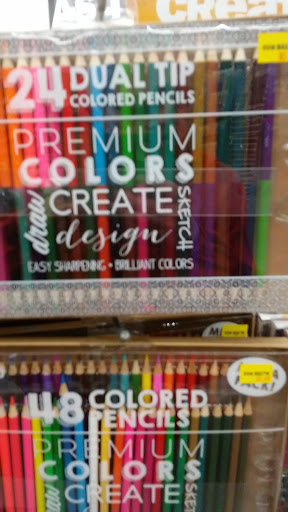 Crea
24 DUAL TIP
COLORED PENCILS
PREMIUM
COLORS
draw CREATE SKETCH
design
EASY SHARPENING • BRILLIANT COLORS
48 COLORED
PENCILS
PREMIUM
COLORS
CREATE